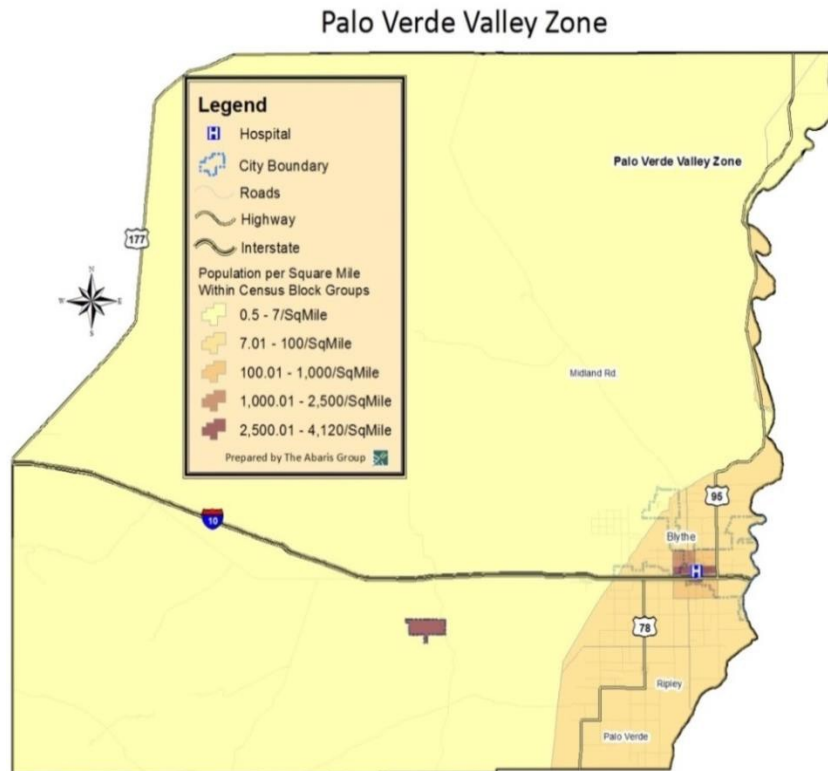 Palo Verde Valley Zone
Legend
H Hospital
City Boundary
Roads
Highway
Interstate
Population per Square Mile
Within Census Block Groups
0.5 - 7/SqMile
7.01 - 100/SqMile
100.01 - 1,000/SqMile
1,000.01 - 2,500/SqMile
2,500.01 - 4,120/SqMile
Prepared by The Abaris Group
Palo Verde Valley Zone
177
N
W E
S
Midland Rd
95
10
Blythe
H
78
Ripley
Palo Verde